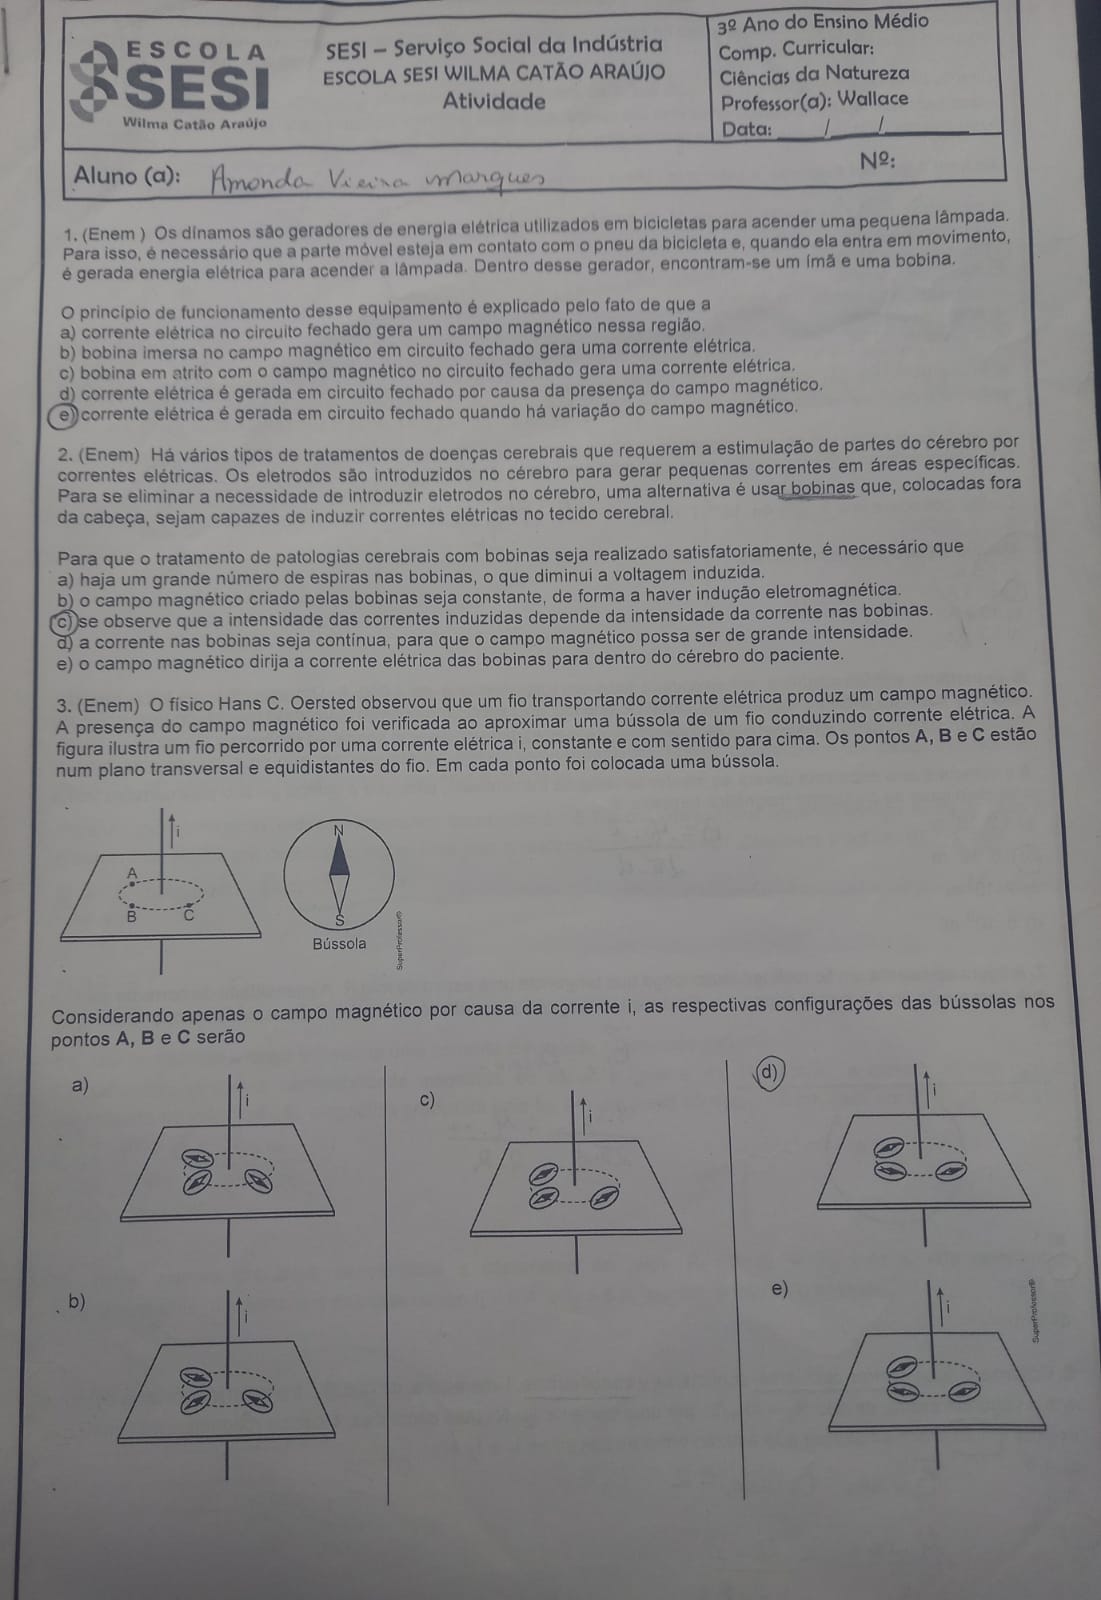 ESCOLA
SESI
Wilma Catão Araújo
SESI – Serviço Social da Indústria
ESCOLA SESI WILMA CATÃO ARAÚJO
Atividade
3º Ano do Ensino Médio
Comp. Curricular:
Ciências da Natureza
Professor(a): Wallace
Data: ____/____/________
Aluno (a): Amanda Vieira Marques
Nº:
1. (Enem ) Os dínamos são geradores de energia elétrica utilizados em bicicletas para acender uma pequena lâmpada.
Para isso, é necessário que a parte móvel esteja em contato com o pneu da bicicleta e, quando ela entra em movimento,
é gerada energia elétrica para acender a lâmpada. Dentro desse gerador, encontram-se um ímã e uma bobina.
O princípio de funcionamento desse equipamento é explicado pelo fato de que a
a) corrente elétrica no circuito fechado gera um campo magnético nessa região.
b) bobina imersa no campo magnético em circuito fechado gera uma corrente elétrica.
c) bobina em atrito com o campo magnético no circuito fechado gera uma corrente elétrica.
d) corrente elétrica é gerada em circuito fechado por causa da presença do campo magnético.
e) corrente elétrica é gerada em circuito fechado quando há variação do campo magnético.
2. (Enem) Há vários tipos de tratamentos de doenças cerebrais que requerem a estimulação de partes do cérebro por
correntes elétricas. Os eletrodos são introduzidos no cérebro para gerar pequenas correntes em áreas específicas.
Para se eliminar a necessidade de introduzir eletrodos no cérebro, uma alternativa é usar bobinas que, colocadas fora
da cabeça, sejam capazes de induzir correntes elétricas no tecido cerebral.
Para que o tratamento de patologias cerebrais com bobinas seja realizado satisfatoriamente, é necessário que
a) haja um grande número de espiras nas bobinas, o que diminui a voltagem induzida.
b) o campo magnético criado pelas bobinas seja constante, de forma a haver indução eletromagnética.
c) se observe que a intensidade das correntes induzidas depende da intensidade da corrente nas bobinas.
d) a corrente nas bobinas seja contínua, para que o campo magnético possa ser de grande intensidade.
e) o campo magnético dirija a corrente elétrica das bobinas para dentro do cérebro do paciente.
3. (Enem) O físico Hans C. Oersted observou que um fio transportando corrente elétrica produz um campo magnético.
A presença do campo magnético foi verificada ao aproximar uma bússola de um fio conduzindo corrente elétrica. A
figura ilustra um fio percorrido por uma corrente elétrica i, constante e com sentido para cima. Os pontos A, B e C estão
num plano transversal e equidistantes do fio. Em cada ponto foi colocada uma bússola.
i
A
B
C
N
S
Bússola
SuperProfessor®
Considerando apenas o campo magnético por causa da corrente i, as respectivas configurações das bússolas nos
pontos A, B e C serão
a)
i
b)
i
c)
i
d)
i
e)
i
SuperProfessor®